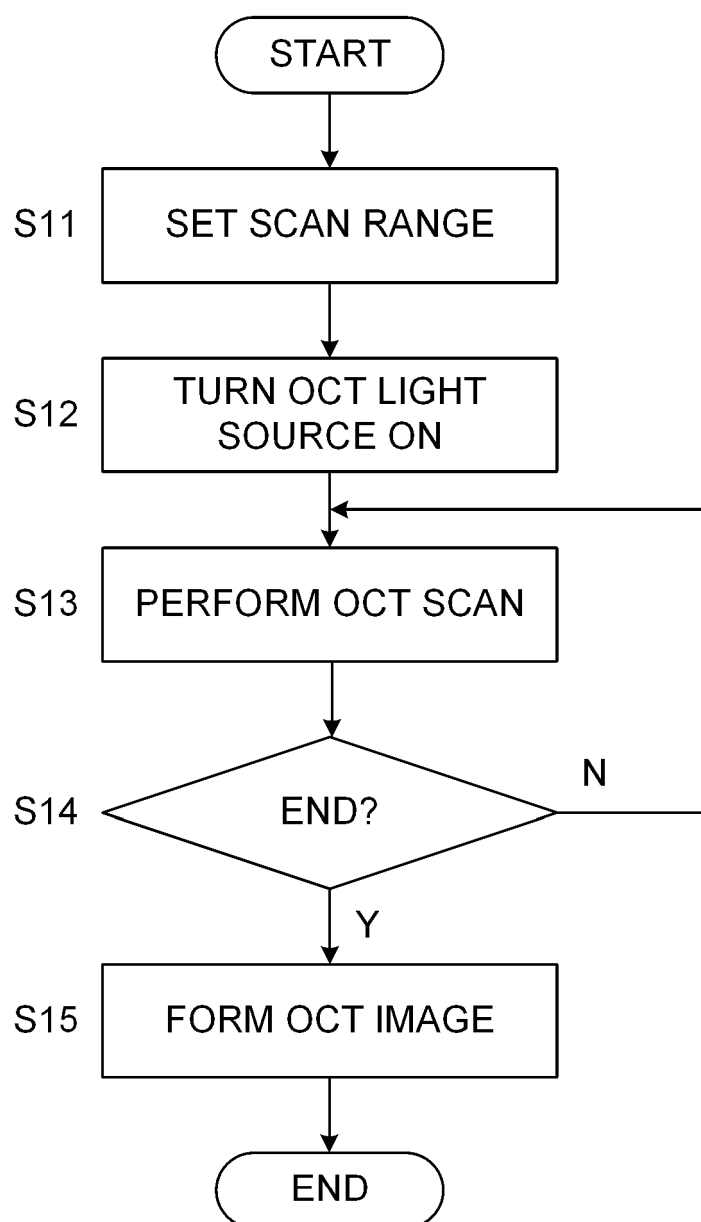 START
S11
SET SCAN RANGE
S12
TURN OCT LIGHT
SOURCE ON
S13
PERFORM OCT SCAN
S14
END?
N
Y
S15
FORM OCT IMAGE
END